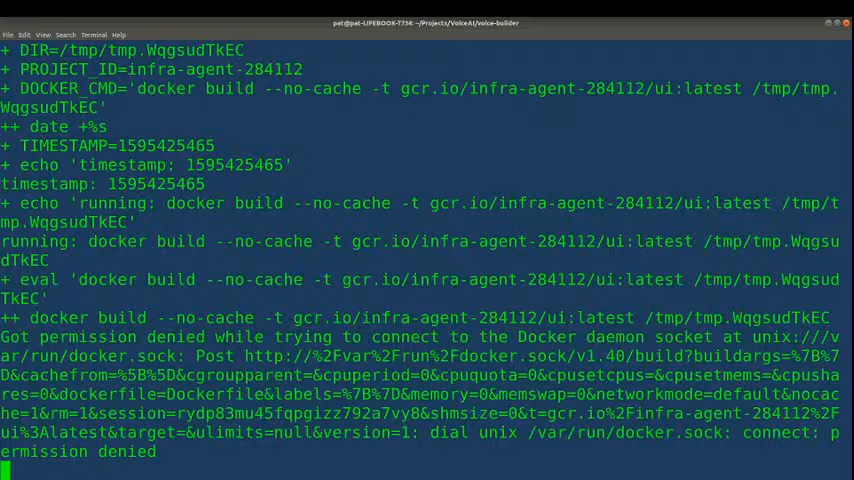 pat@pat-LIFEBOOK-T734: ~/Projects/VoiceAI/voice-builder
File Edit View Search Terminal Help
+ DIR=/tmp/tmp.WqgsudTkEC
+ PROJECT_ID=infra-agent-284112
+ DOCKER_CMD='docker build --no-cache -t gcr.io/infra-agent-284112/ui:latest /tmp/tmp.
WqgsudTkEC'
++ date +%s
+ TIMESTAMP=1595425465
+ echo 'timestamp: 1595425465'
timestamp: 1595425465
+ echo 'running: docker build --no-cache -t gcr.io/infra-agent-284112/ui:latest /tmp/t
mp.WqgsudTkEC'
running: docker build --no-cache -t gcr.io/infra-agent-284112/ui:latest /tmp/tmp.Wqgsu
dTkEC
+ eval 'docker build --no-cache -t gcr.io/infra-agent-284112/ui:latest /tmp/tmp.Wqgsud
TkEC'
++ docker build --no-cache -t gcr.io/infra-agent-284112/ui:latest /tmp/tmp.WqgsudTkEC
Got permission denied while trying to connect to the Docker daemon socket at unix:///v
ar/run/docker.sock: Post http://%2Fvar%2Frun%2Fdocker.sock/v1.40/build?buildargs=%7B%7
D&cachefrom=%5B%5D&cgroupparent=&cpuperiod=0&cpuquota=0&cpusetcpus=&cpusetmems=&cpusha
res=0&dockerfile=Dockerfile&labels=%7B%7D&memory=0&memswap=0&networkmode=default&nocac
he=1&rm=1&session=rydp83mu45fqpgizz792a7vy8&shmsize=0&t=gcr.io%2Finfra-agent-284112%2F
ui%3Alatest&target=&ulimits=null&version=1: dial unix /var/run/docker.sock: connect: p
ermission denied